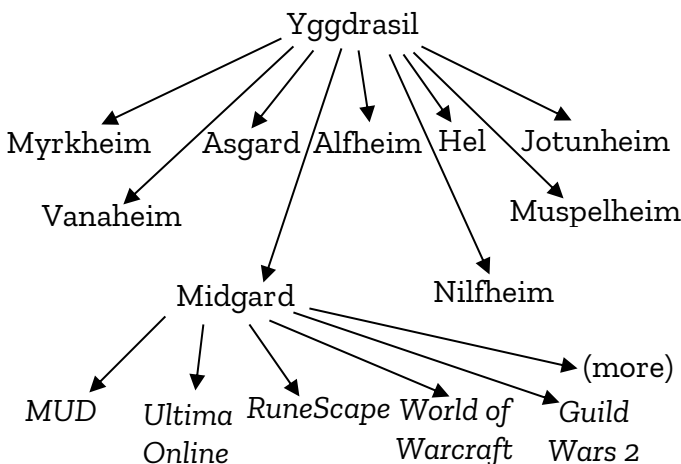 Yggdrasil
Myrkheim
Asgard
Alfheim
Hel
Jotunheim
Vanaheim
Muspelheim
Midgard
Nilfheim
(more)
MUD
Ultima
Online
RuneScape
World of
Warcraft
Guild
Wars 2